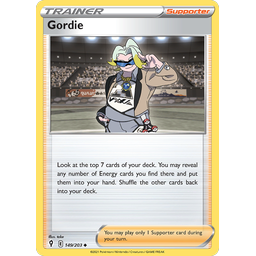 TRAINER
Supporter
Gordie
Look at the top 7 cards of your deck. You may reveal
any number of Energy cards you find there and put
them into your hand. Shuffle the other cards back
into your deck.
You may play only 1 Supporter card during
your turn.
149/203